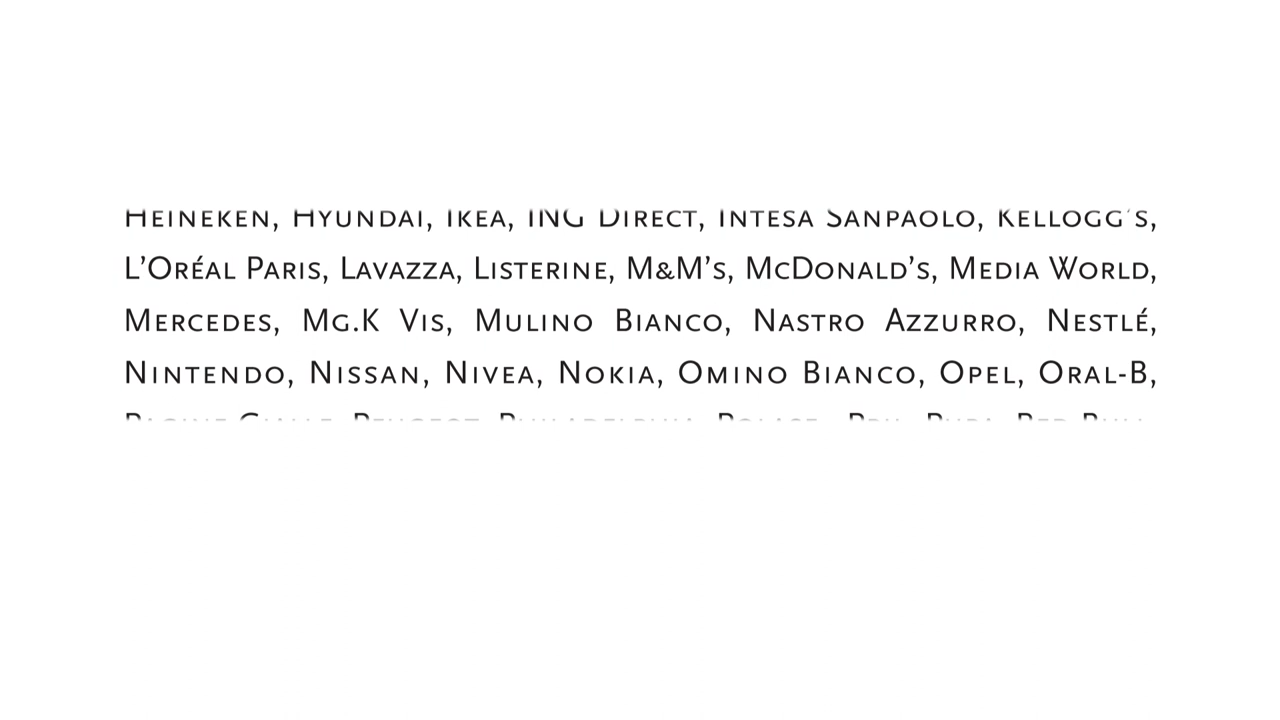 Heineken, Hyundai, Ikea, ING Direct, Intesa Sanpaolo, Kellogg's,
L'Oréal Paris, Lavazza, Listerine, M&M's, McDonald's, Media World,
Mercedes, Mg.K Vis, Mulino Bianco, Nastro Azzurro, Nestlé,
Nintendo, Nissan, Nivea, Nokia, Omino Bianco, Opel, Oral-B,